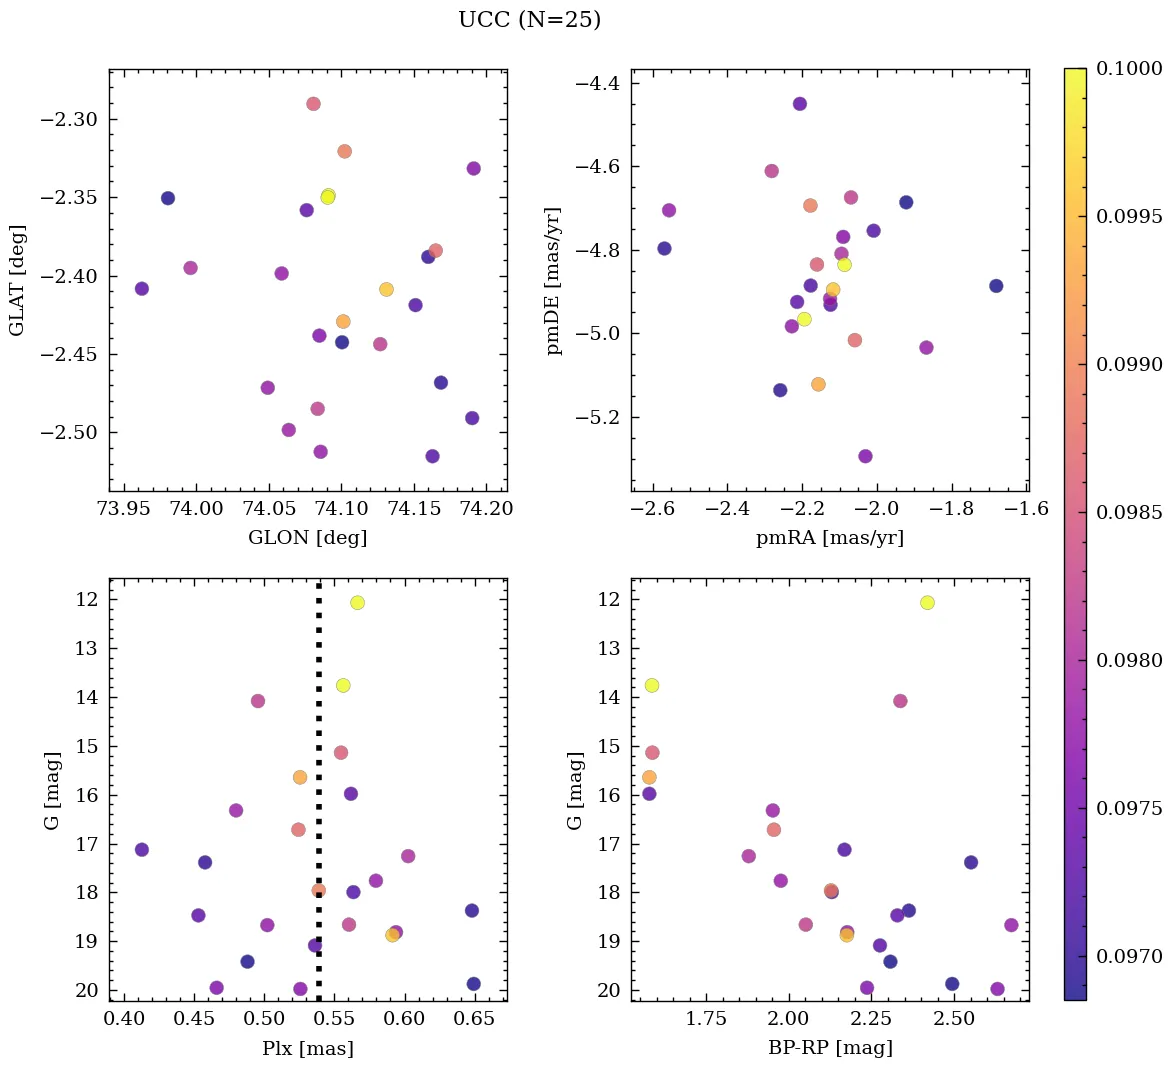 UCC (N=25)
−2.30
−2.35
−2.40
−2.45
−2.50
GLAT [deg]
73.95 74.00 74.05 74.10 74.15 74.20
GLON [deg]
−4.4
−4.6
−4.8
−5.0
−5.2
pmDE [mas/yr]
−2.6 −2.4 −2.2 −2.0 −1.8 −1.6
pmRA [mas/yr]
12
13
14
15
16
17
18
19
20
G [mag]
0.40 0.45 0.50 0.55 0.60 0.65
Plx [mas]
12
13
14
15
16
17
18
19
20
G [mag]
1.75 2.00 2.25 2.50
BP-RP [mag]
0.1000
0.0995
0.0990
0.0985
0.0980
0.0975
0.0970